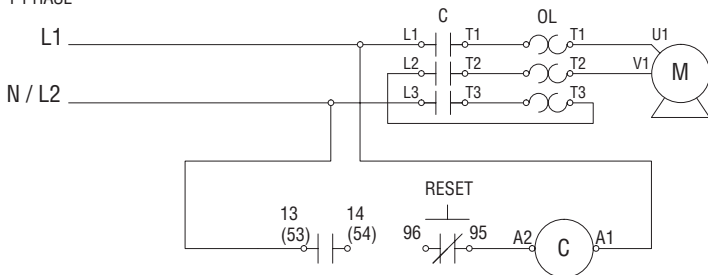 1 PHASE
C OL
L1 L1 T1 T1 U1
L2 T2 T2 V1 M
N / L2 L3 T3 T3
RESET
13 14
(53) (54) 96 95 A2 C A1